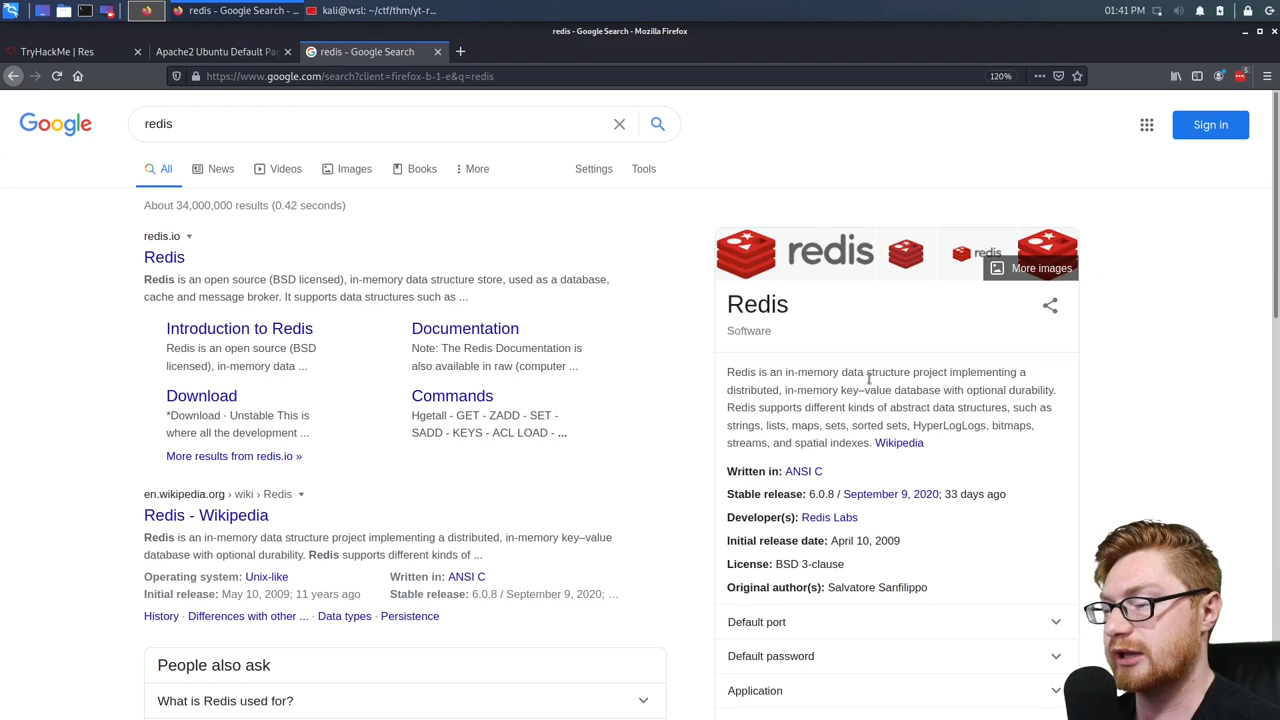 kali@wsl: ~/ctf/thm/y-r...
01:41 PM
redis - Google Search - Mozilla Firefox
TryHackMe | Res
Apache2 Ubuntu Default Pa
redis - Google Search
https://www.google.com/search?client=firefox-b-1-e&q=redis
120%
Google
redis
Sign in
All
News
Videos
Images
Books
More
Settings
Tools
About 34,000,000 results (0.42 seconds)
redis.io
Redis
Redis is an open source (BSD licensed), in-memory data structure store, used as a database,
cache and message broker. It supports data structures such as ...
Introduction to Redis
Redis is an open source (BSD
licensed), in-memory data ...
Documentation
Note: The Redis Documentation is
also available in raw (computer ...
Download
*Download · Unstable This is
where all the development ...
Commands
Hgetall - GET - ZADD - SET -
SADD - KEYS - ACL LOAD - ...
More results from redis.io »
en.wikipedia.org › wiki › Redis
Redis - Wikipedia
Redis is an in-memory data structure project implementing a distributed, in-memory key–value
database with optional durability. Redis supports different kinds of ...
Operating system: Unix-like
Written in: ANSI C
Initial release: May 10, 2009; 11 years ago
Stable release: 6.0.8 / September 9, 2020; ...
History · Differences with other ... · Data types · Persistence
People also ask
What is Redis used for?
redis
redis
More images
Redis
Software
Redis is an in-memory data structure project implementing a
distributed, in-memory key–value database with optional durability.
Redis supports different kinds of abstract data structures, such as
strings, lists, maps, sets, sorted sets, HyperLogLogs, bitmaps,
streams, and spatial indexes. Wikipedia
Written in: ANSI C
Stable release: 6.0.8 / September 9, 2020; 33 days ago
Developer(s): Redis Labs
Initial release date: April 10, 2009
License: BSD 3-clause
Original author(s): Salvatore Sanfilippo
Default port
Default password
Application